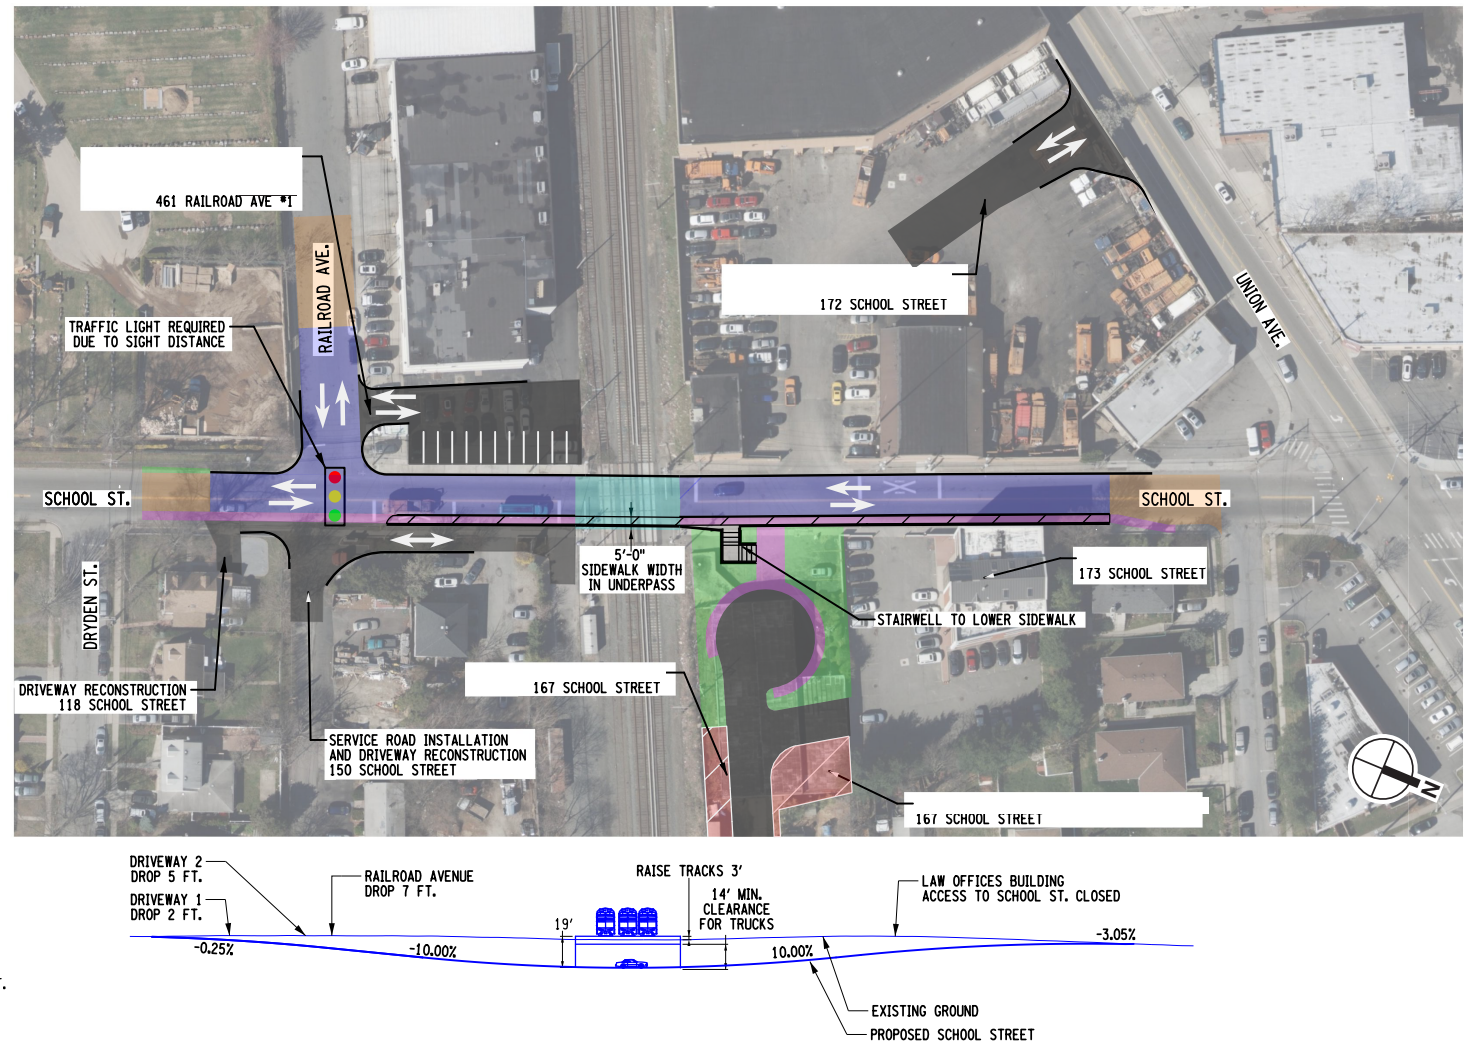 461 RAILROAD AVE #1
RAILROAD AVE.
172 SCHOOL STREET
UNION AVE.
TRAFFIC LIGHT REQUIRED
DUE TO SIGHT DISTANCE
SCHOOL ST.
SCHOOL ST.
5'-0"
SIDEWALK WIDTH
IN UNDERPASS
173 SCHOOL STREET
DRYDEN ST.
STAIRWELL TO LOWER SIDEWALK
DRIVEWAY RECONSTRUCTION
118 SCHOOL STREET
167 SCHOOL STREET
SERVICE ROAD INSTALLATION
AND DRIVEWAY RECONSTRUCTION
150 SCHOOL STREET
167 SCHOOL STREET
N
DRIVEWAY 2
DROP 5 FT.
DRIVEWAY 1
DROP 2 FT.
RAILROAD AVENUE
DROP 7 FT.
RAISE TRACKS 3'
14' MIN.
CLEARANCE
FOR TRUCKS
19'
LAW OFFICES BUILDING
ACCESS TO SCHOOL ST. CLOSED
-0.25%
-10.00%
10.00%
-3.05%
EXISTING GROUND
PROPOSED SCHOOL STREET